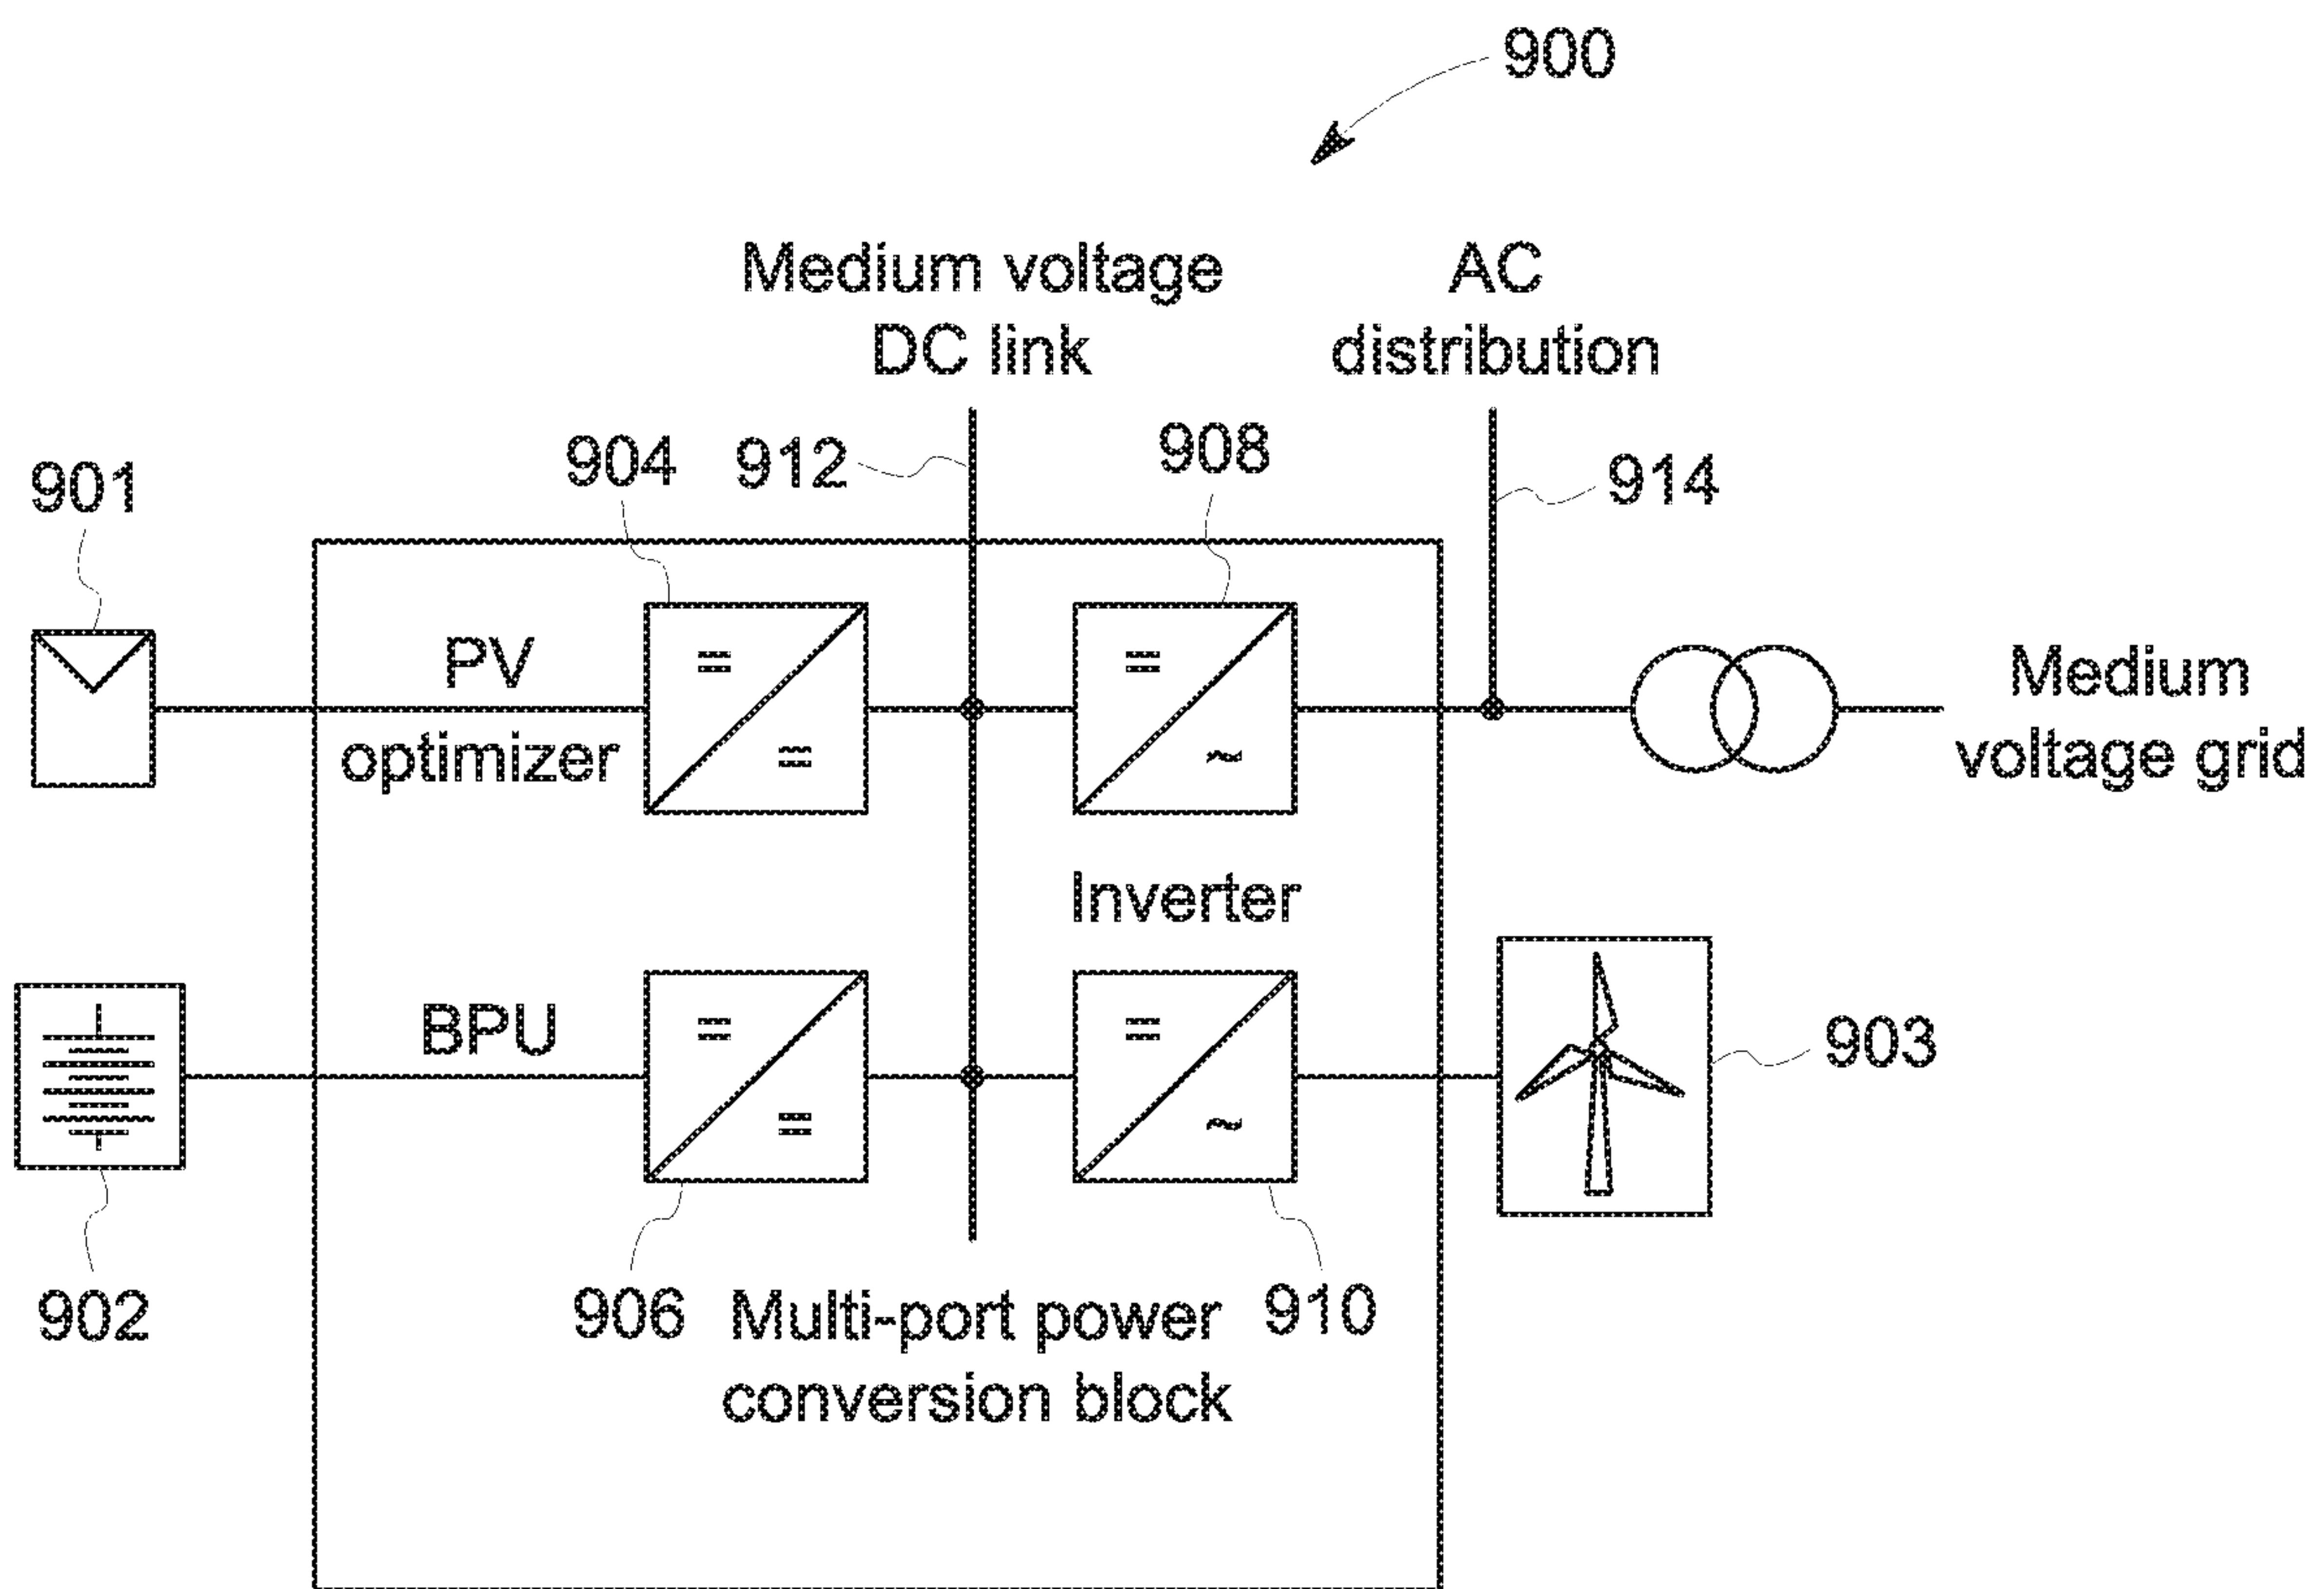 900
Medium voltage
DC link
AC
distribution
901
904
912
908
914
PV
optimizer
=
=
=
~
Medium
voltage grid
Inverter
BPU
=
=
=
~
903
902
906
Multi-port power
conversion block
910